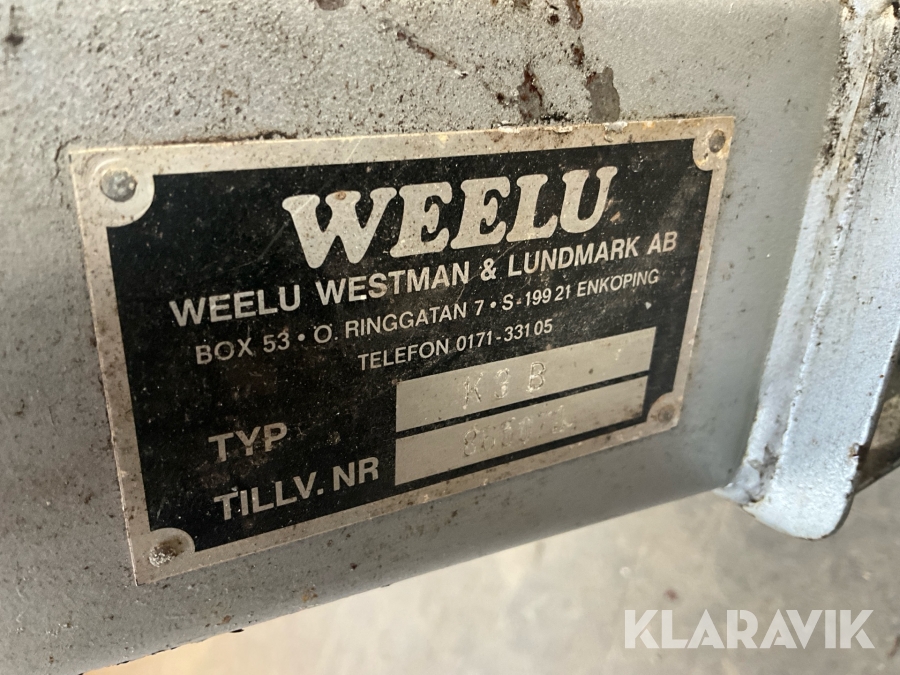 WEELU
WEELU WESTMAN & LUNDMARK AB
BOX 53 • Ö. RINGGATAN 7 • S-199 21 ENKÖPING
TELEFON 0171-331 05
TYP K3B
TILLV. NR
KLARAVIK